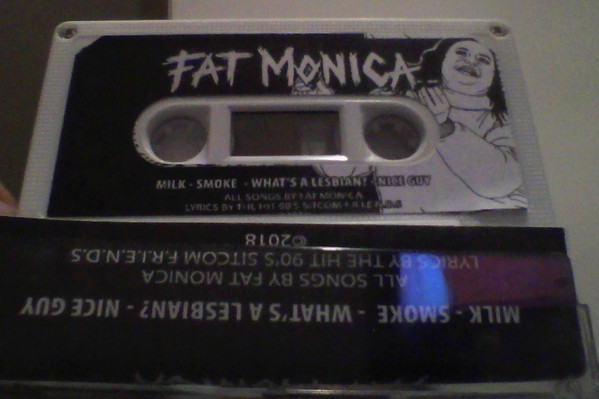 FAT MONICA
MILK - SMOKE - WHAT'S A LESBIAN? - NICE GUY
ALL SONGS BY FAT MONICA
LYRICS BY THE HIT 90'S SITCOM F.R.I.E.N.D.S
MILK - SMOKE - WHAT'S A LESBIAN? - NICE GUY
ALL SONGS BY FAT MONICA
LYRICS BY THE HIT 90'S SITCOM F.R.I.E.N.D.S
©2018